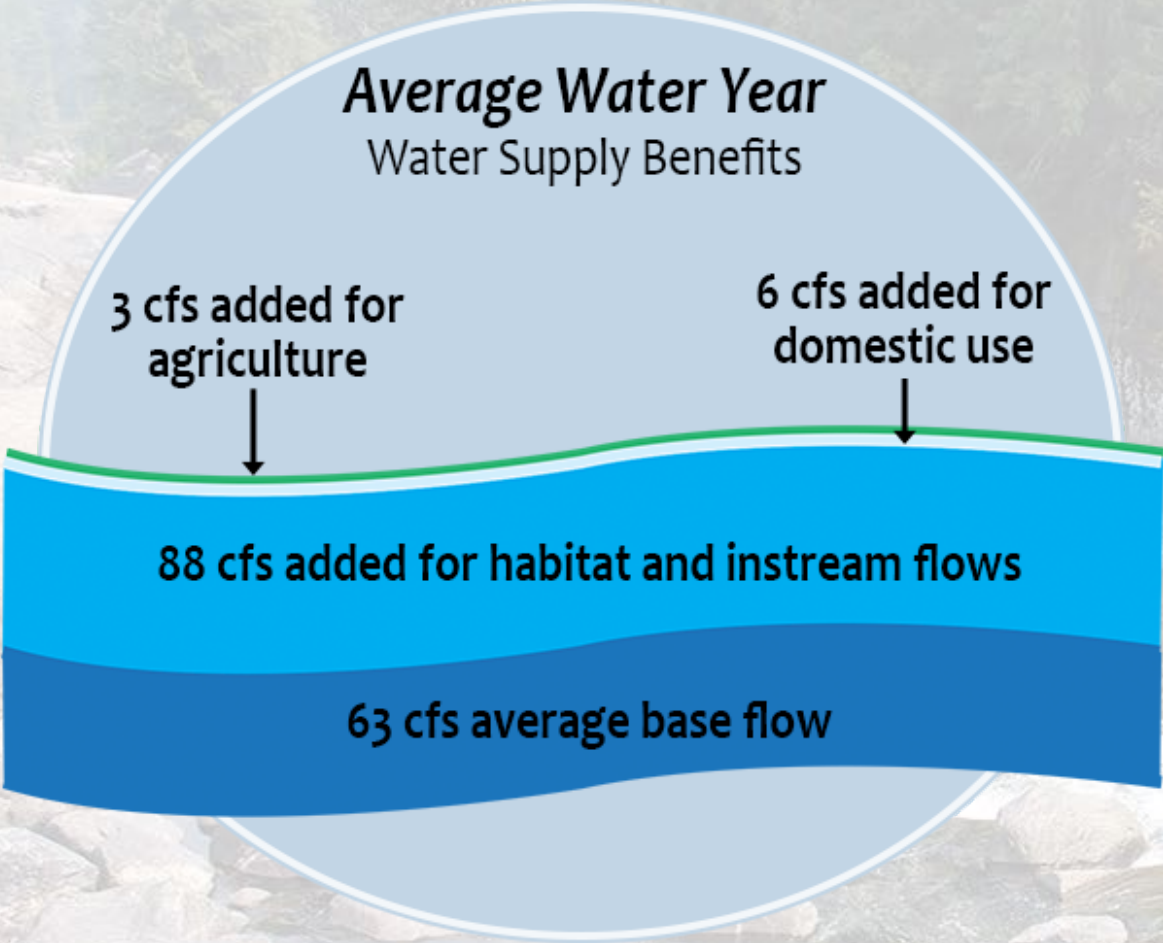 Average Water Year
Water Supply Benefits
3 cfs added for
agriculture
6 cfs added for
domestic use
88 cfs added for habitat and instream flows
63 cfs average base flow